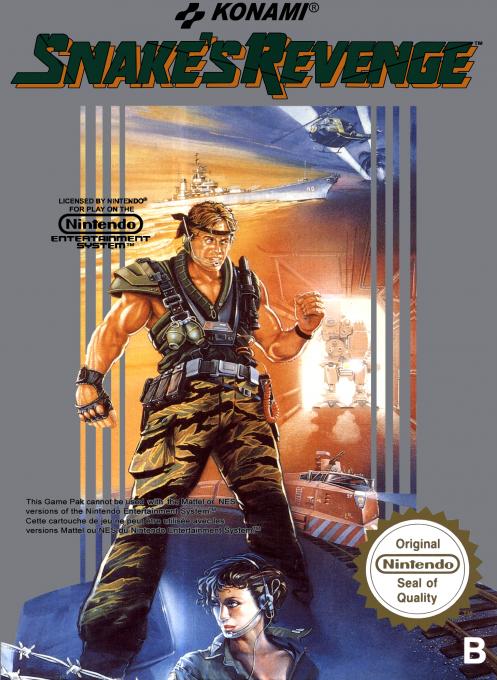 KONAMI®
SNAKE'S REVENGE™
LICENSED BY NINTENDO®
FOR PLAY ON THE
Nintendo
ENTERTAINMENT
SYSTEM™
This Game Pak cannot be used with the Mattel or NES
versions of the Nintendo Entertainment System™
Cette cartouche de jeu ne peut être utilisée avec les
versions Mattel ou NES du Nintendo Entertainment System™
Original
Nintendo
Seal of
Quality
TM
B